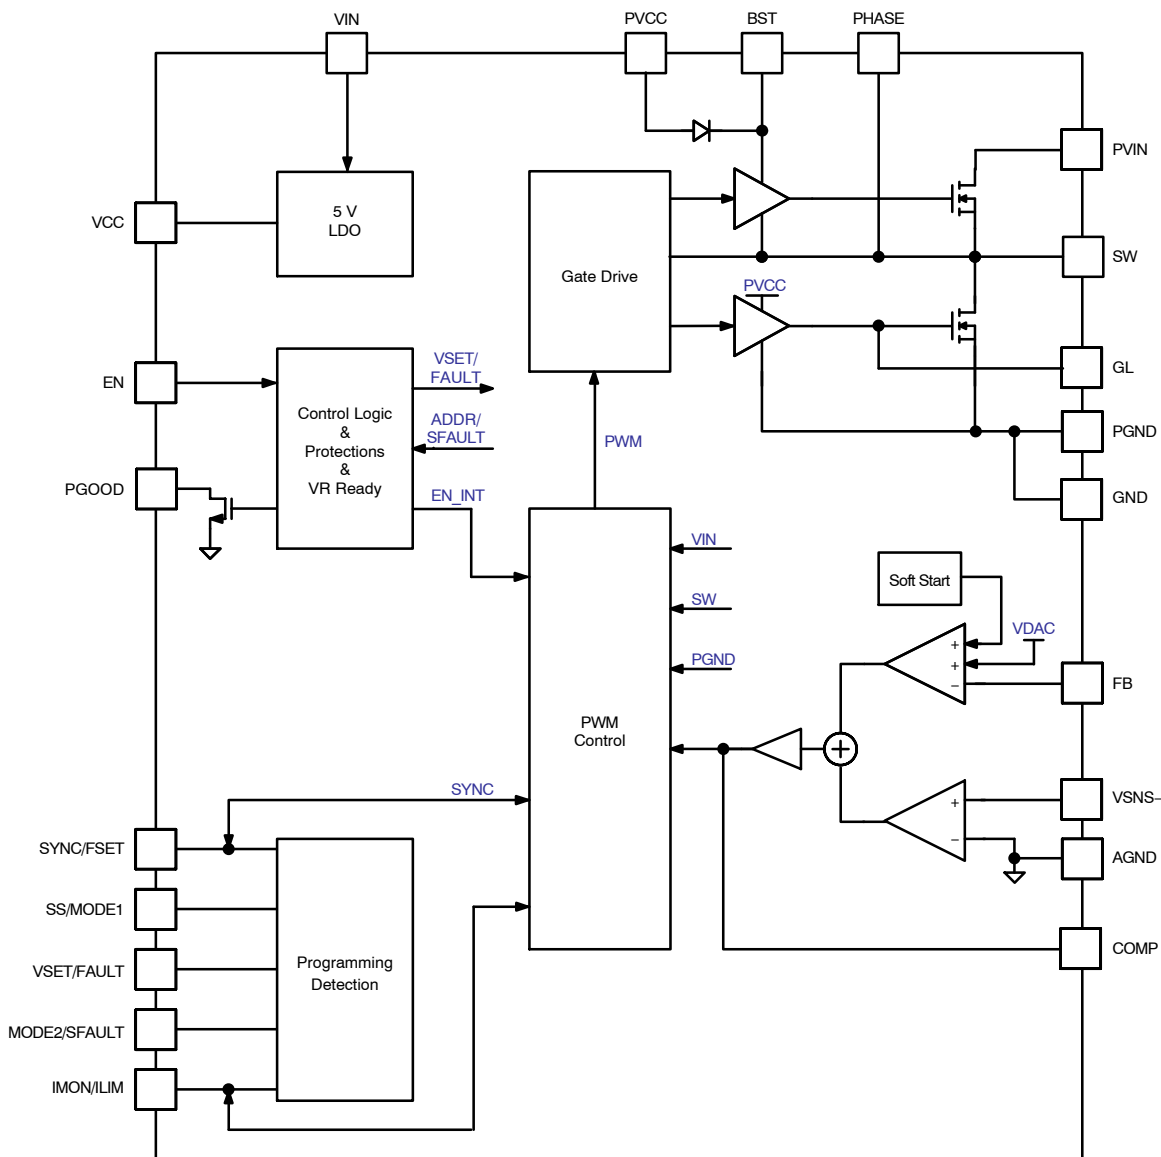 VIN
PVCC
BST
PHASE
PVIN
VCC
5 V
LDO
SW
Gate Drive
PVCC
EN
VSET/
FAULT
GL
Control Logic
&
Protections
&
VR Ready
ADDR/
SFAULT
PWM
PGND
PGOOD
EN_INT
GND
VIN
Soft Start
SW
VDAC
+
+
–
PGND
FB
PWM
Control
+
SYNC
+
–
VSNS–
SYNC/FSET
AGND
SS/MODE1
COMP
VSET/FAULT
Programming
Detection
MODE2/SFAULT
IMON/ILIM